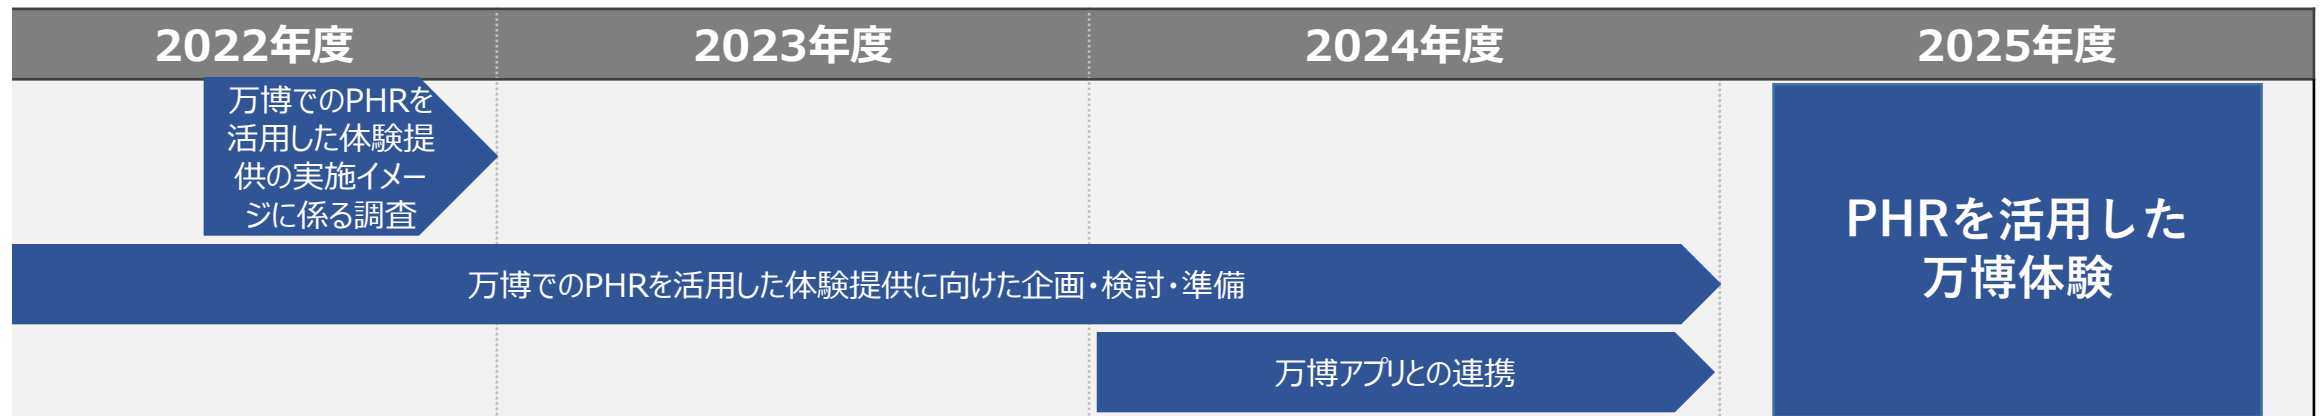 2022年度
2023年度
2024年度
2025年度
万博でのPHRを
活用した体験提
供の実施イメー
ジに係る調査
万博でのPHRを活用した体験提供に向けた企画・検討・準備
万博アプリとの連携
PHRを活用した
万博体験